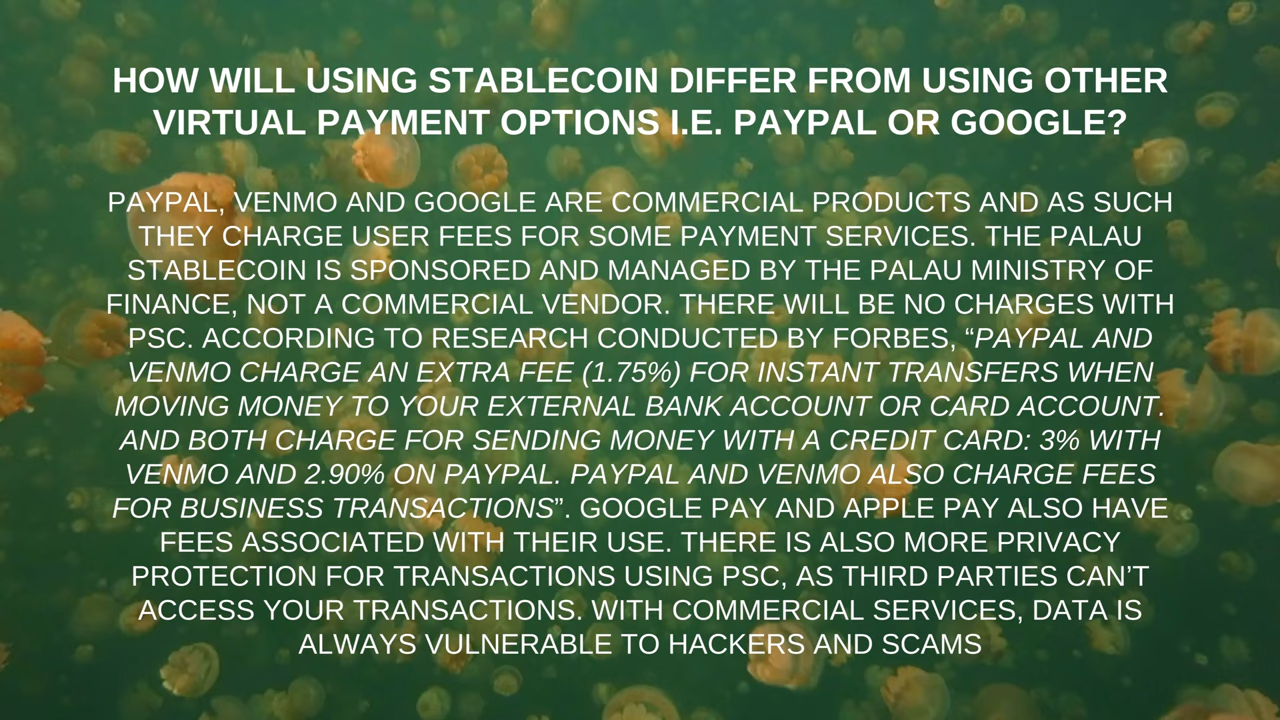 HOW WILL USING STABLECOIN DIFFER FROM USING OTHER
VIRTUAL PAYMENT OPTIONS I.E. PAYPAL OR GOOGLE?
PAYPAL, VENMO AND GOOGLE ARE COMMERCIAL PRODUCTS AND AS SUCH
THEY CHARGE USER FEES FOR SOME PAYMENT SERVICES. THE PALAU
STABLECOIN IS SPONSORED AND MANAGED BY THE PALAU MINISTRY OF
FINANCE, NOT A COMMERCIAL VENDOR. THERE WILL BE NO CHARGES WITH
PSC. ACCORDING TO RESEARCH CONDUCTED BY FORBES, “PAYPAL AND
VENMO CHARGE AN EXTRA FEE (1.75%) FOR INSTANT TRANSFERS WHEN
MOVING MONEY TO YOUR EXTERNAL BANK ACCOUNT OR CARD ACCOUNT.
AND BOTH CHARGE FOR SENDING MONEY WITH A CREDIT CARD: 3% WITH
VENMO AND 2.90% ON PAYPAL. PAYPAL AND VENMO ALSO CHARGE FEES
FOR BUSINESS TRANSACTIONS”. GOOGLE PAY AND APPLE PAY ALSO HAVE
FEES ASSOCIATED WITH THEIR USE. THERE IS ALSO MORE PRIVACY
PROTECTION FOR TRANSACTIONS USING PSC, AS THIRD PARTIES CAN’T
ACCESS YOUR TRANSACTIONS. WITH COMMERCIAL SERVICES, DATA IS
ALWAYS VULNERABLE TO HACKERS AND SCAMS